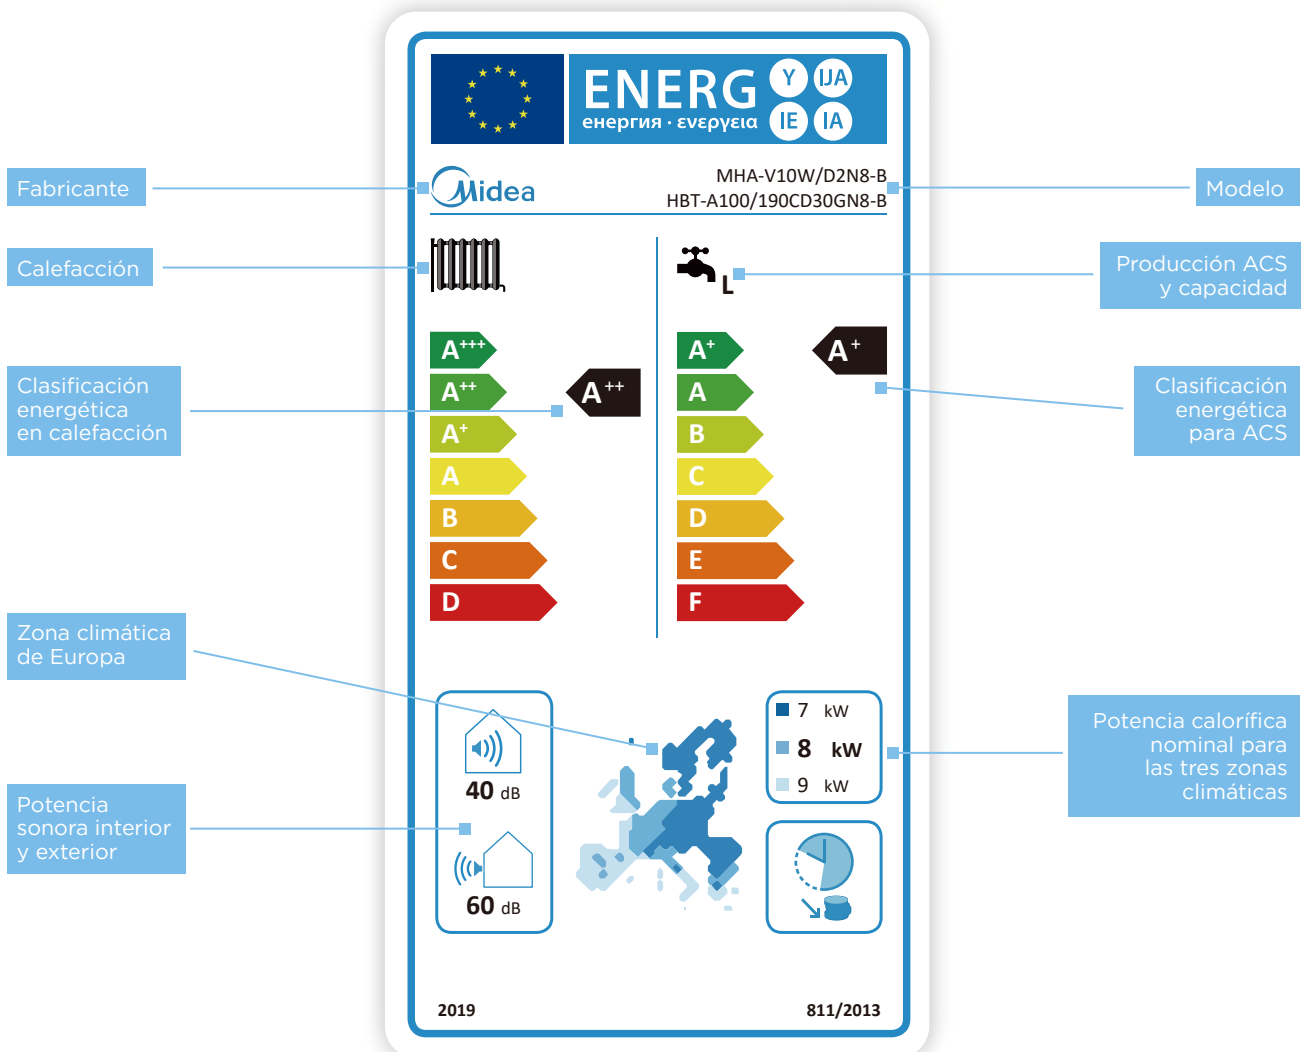 ENERG
енергия · ενεργεια
Y
IJA
IE
IA
Fabricante
Midea
MHA-V10W/D2N8-B
HBT-A100/190CD30GN8-B
Modelo
Calefacción
L
Producción ACS
y capacidad
A+++
A++
A+
A
B
C
D
A++
A+
A
B
C
D
E
F
A+
Clasificación
energética
en calefacción
Clasificación
energética
para ACS
Zona climática
de Europa
40 dB
60 dB
7 kW
8 kW
9 kW
Potencia calorífica
nominal para
las tres zonas
climáticas
Potencia
sonora interior
y exterior
2019
811/2013